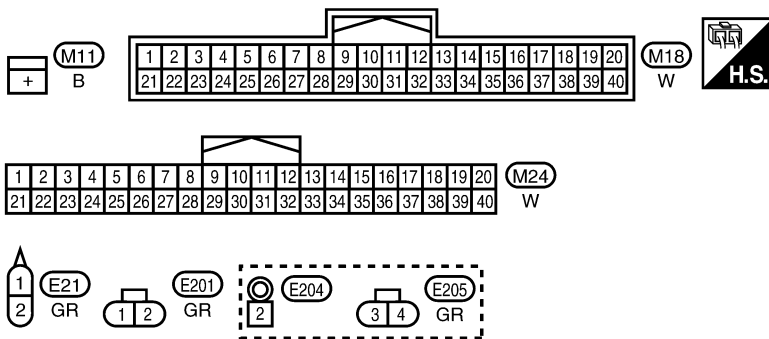 + M11 B
1 2 3 4 5 6 7 8 9 10 11 12 13 14 15 16 17 18 19 20
21 22 23 24 25 26 27 28 29 30 31 32 33 34 35 36 37 38 39 40
M18 W
H.S.
1 2 3 4 5 6 7 8 9 10 11 12 13 14 15 16 17 18 19 20
21 22 23 24 25 26 27 28 29 30 31 32 33 34 35 36 37 38 39 40
M24 W
1 2 E21 GR
1 2 E201 GR
2 E204
3 4 E205 GR